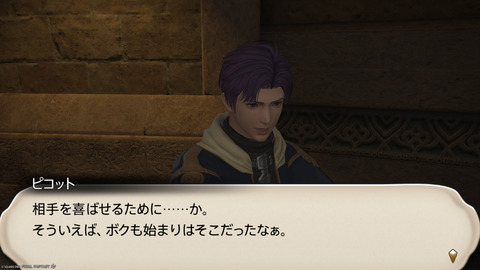 ピコット
相手を喜ばせるために……か。
そういえば、ボクも始まりはそこだったなぁ。